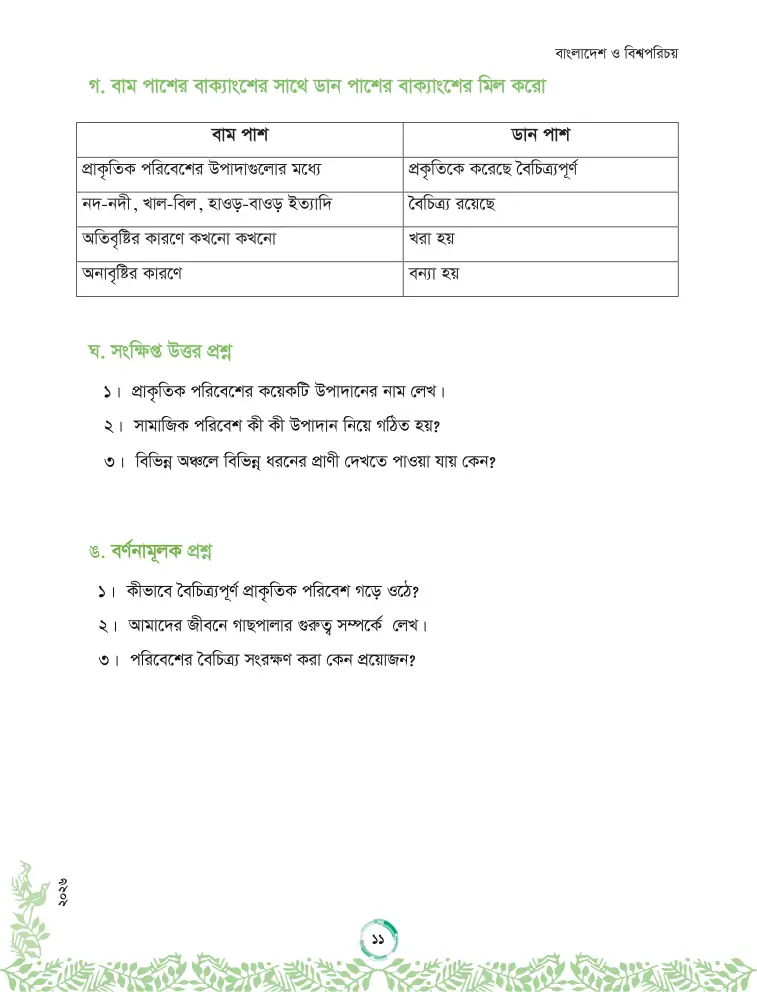 বাংলাদেশ ও বিশ্বপরিচয়
গ. বাম পাশের বাক্যাংশের সাথে ডান পাশের বাক্যাংশের মিল করো
বাম পাশ ডান পাশ
প্রাকৃতিক পরিবেশের উপাদাগুলোর মধ্যে প্রকৃতিকে করেছে বৈচিত্র্যপূর্ণ
নদ-নদী, খাল-বিল, হাওড়-বাওড় ইত্যাদি বৈচিত্র্য রয়েছে
অতিবৃষ্টির কারণে কখনো কখনো খরা হয়
অনাবৃষ্টির কারণে বন্যা হয়
ঘ. সংক্ষিপ্ত উত্তর প্রশ্ন
১। প্রাকৃতিক পরিবেশের কয়েকটি উপাদানের নাম লেখ।
২। সামাজিক পরিবেশ কী কী উপাদান নিয়ে গঠিত হয়?
৩। বিভিন্ন অঞ্চলে বিভিন্ন ধরনের প্রাণী দেখতে পাওয়া যায় কেন?
ঙ. বর্ণনামূলক প্রশ্ন
১। কীভাবে বৈচিত্র্যপূর্ণ প্রাকৃতিক পরিবেশ গড়ে ওঠে?
২। আমাদের জীবনে গাছপালার গুরুত্ব সম্পর্কে লেখ।
৩। পরিবেশের বৈচিত্র্য সংরক্ষণ করা কেন প্রয়োজন?
২০২৬
১১